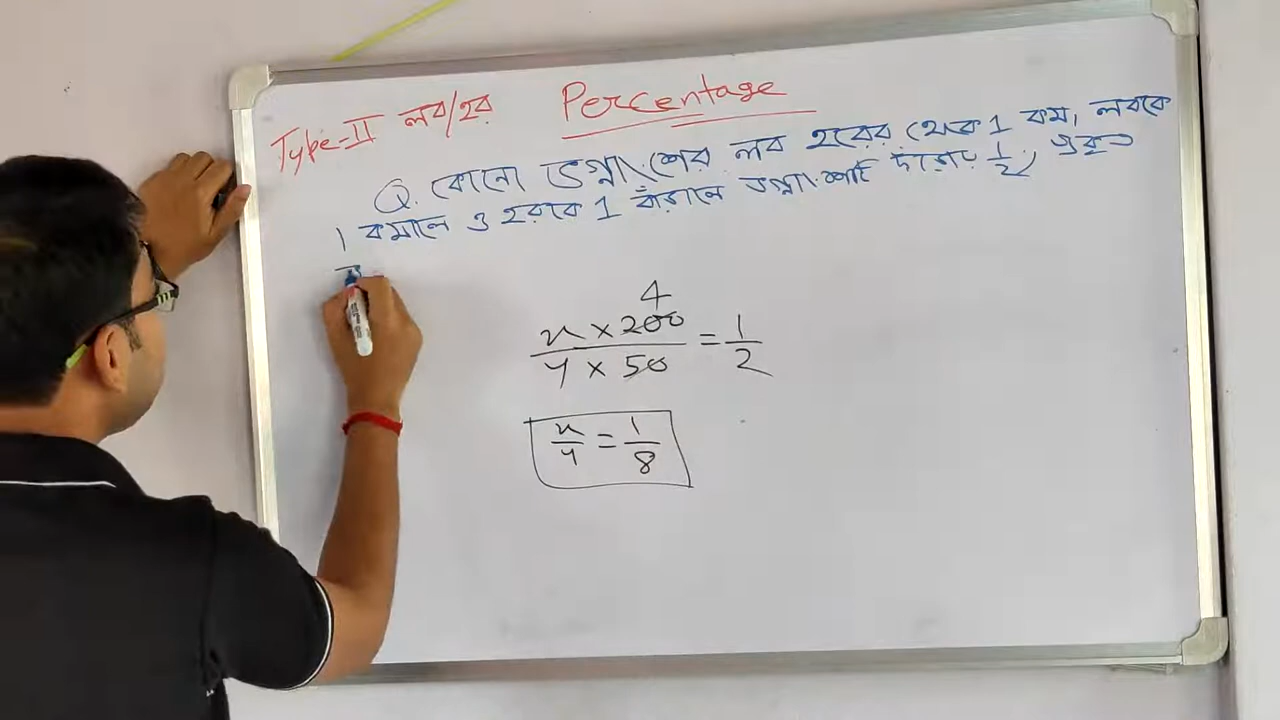 Type-II লব/হর Percentage
Q. কোনো ভগ্নাংশের লব হরের থেকে 1 কম, লবকে
1 কমালে ও হরকে 1 বাঁড়ালে ভগ্নাংশটি দাড়ায় 1/2, প্রকৃত
4
x × 200 / y × 50 = 1/2
x/y = 1/8